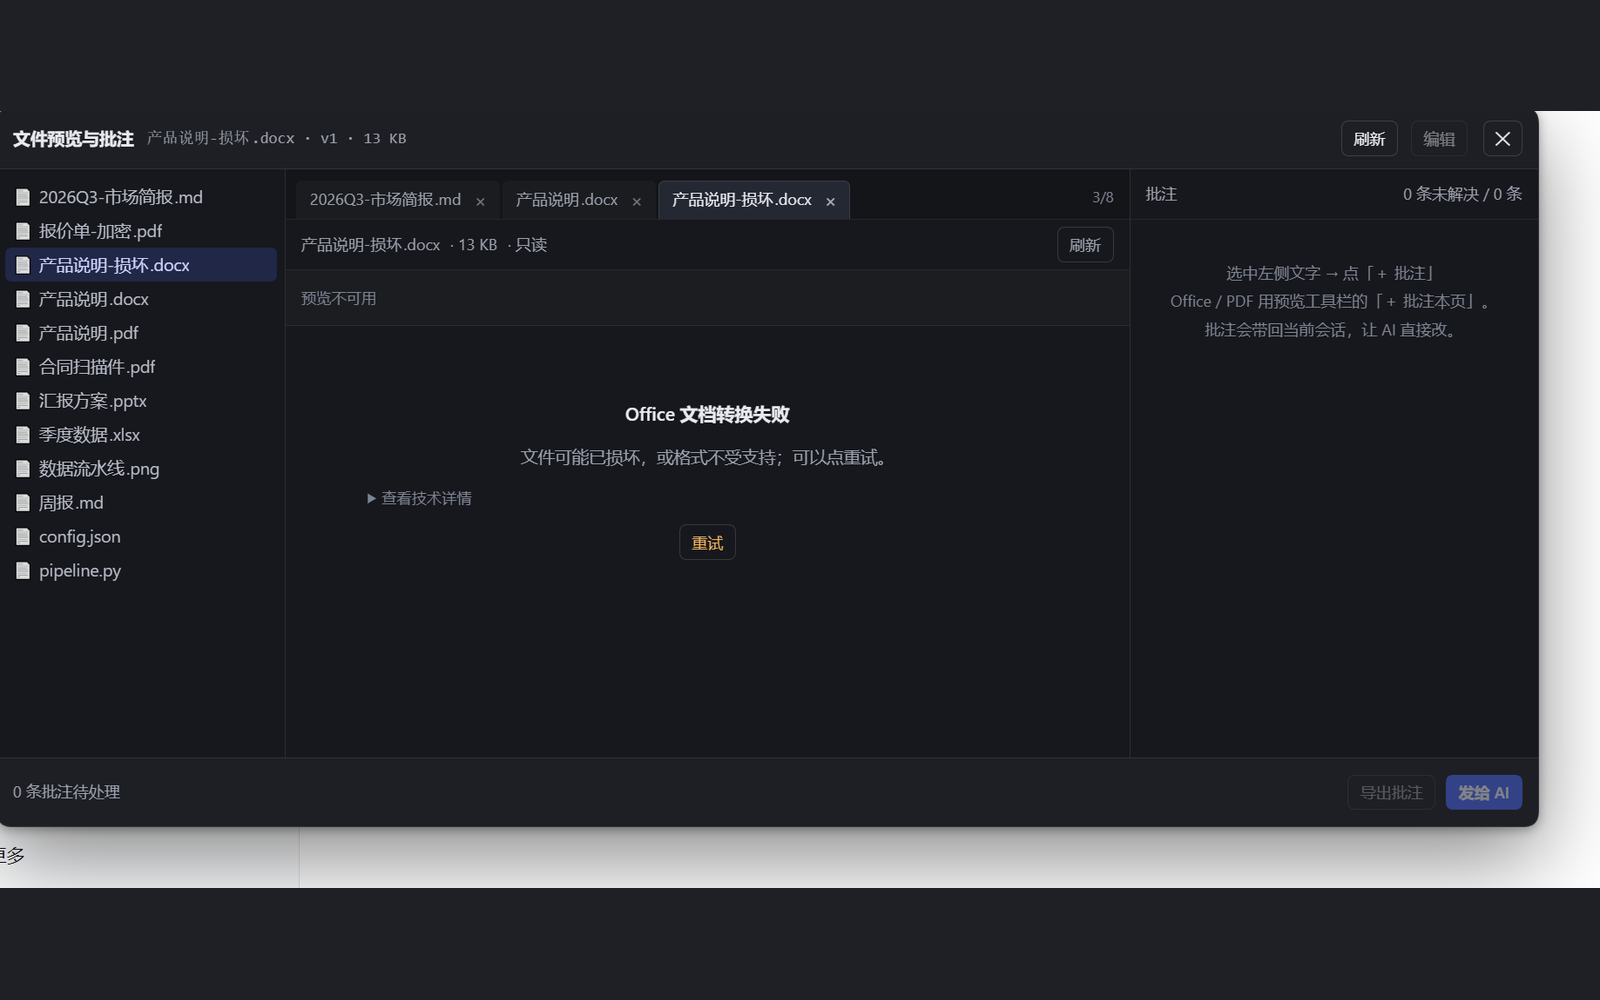 文件预览与批注 产品说明-损坏.docx · v1 · 13 KB
刷新 编辑
2026Q3-市场简报.md
报价单-加密.pdf
产品说明-损坏.docx
产品说明.docx
产品说明.pdf
合同扫描件.pdf
汇报方案.pptx
季度数据.xlsx
数据流水线.png
周报.md
config.json
pipeline.py
2026Q3-市场简报.md × 产品说明.docx × 产品说明-损坏.docx × 3/8
产品说明-损坏.docx · 13 KB · 只读 刷新
预览不可用
Office 文档转换失败
文件可能已损坏，或格式不受支持；可以点重试。
▶ 查看技术详情
重试
批注 0 条未解决 / 0 条
选中左侧文字 → 点「 + 批注」
Office / PDF 用预览工具栏的「 + 批注本页」。
批注会带回当前会话，让 AI 直接改。
0 条批注待处理 导出批注 发给 AI
更多